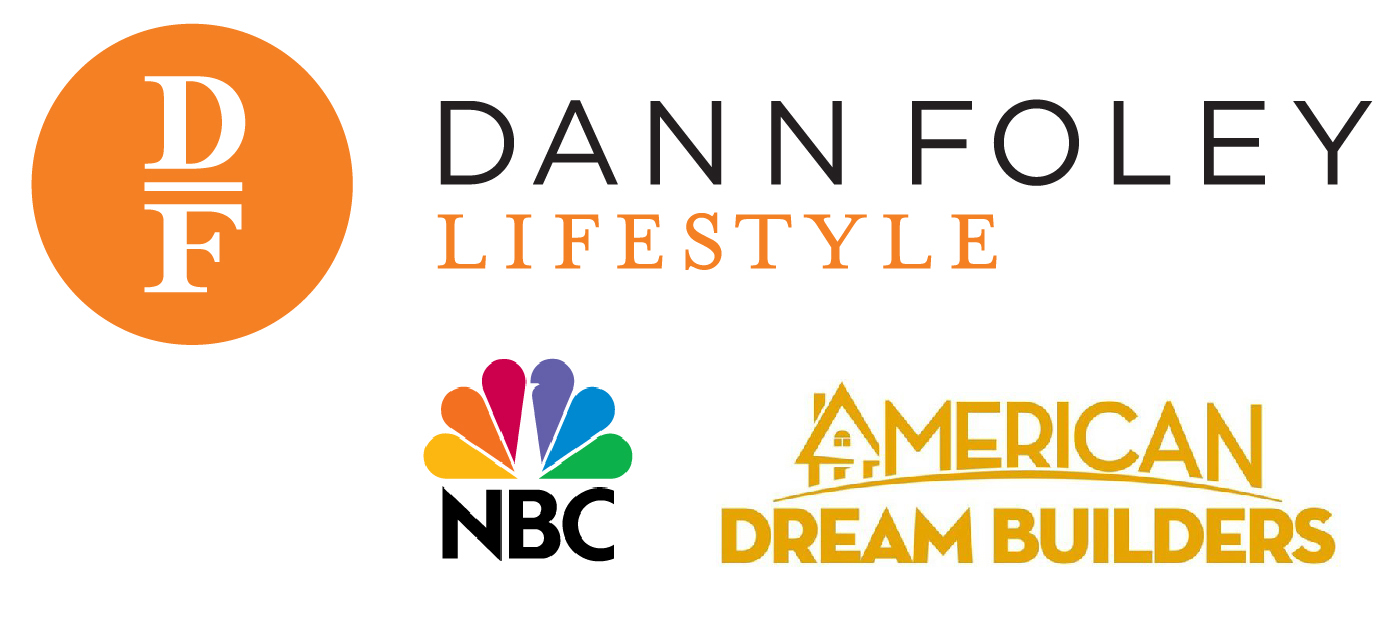 D
F
DANN FOLEY
LIFESTYLE
NBC
AMERICAN
DREAM BUILDERS